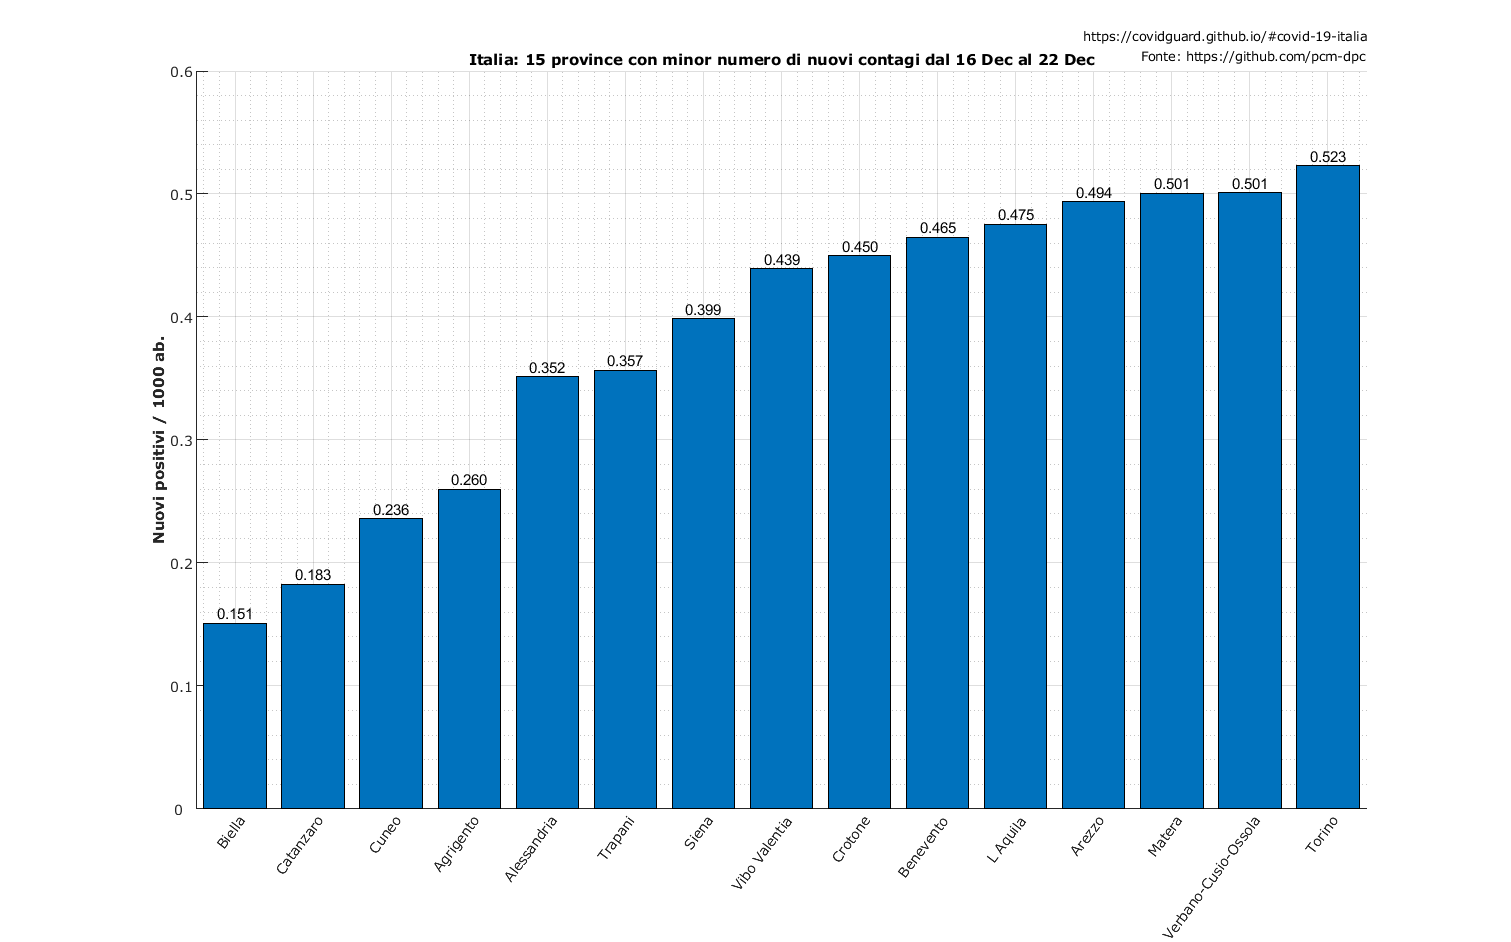 https://covidguard.github.io/#covid-19-italia
Italia: 15 province con minor numero di nuovi contagi dal 16 Dec al 22 Dec
Fonte: https://github.com/pcm-dpc
Nuovi positivi / 1000 ab.
0.6
0.5
0.4
0.3
0.2
0.1
0
0.151
0.183
0.236
0.260
0.352
0.357
0.399
0.439
0.450
0.465
0.475
0.494
0.501
0.501
0.523
Biella
Catanzaro
Cuneo
Agrigento
Alessandria
Trapani
Siena
Vibo Valentia
Crotone
Benevento
L Aquila
Arezzo
Matera
Verbano-Cusio-Ossola
Torino